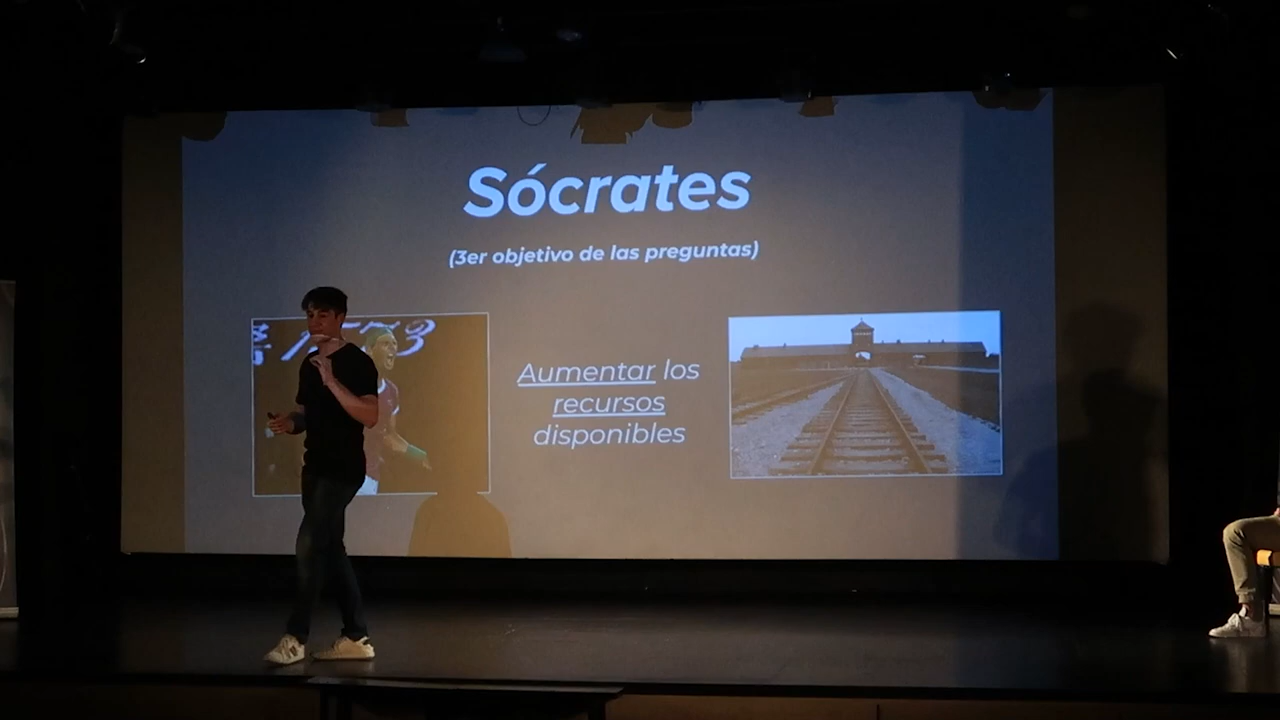 Sócrates
(3er objetivo de las preguntas)
Aumentar los
recursos
disponibles